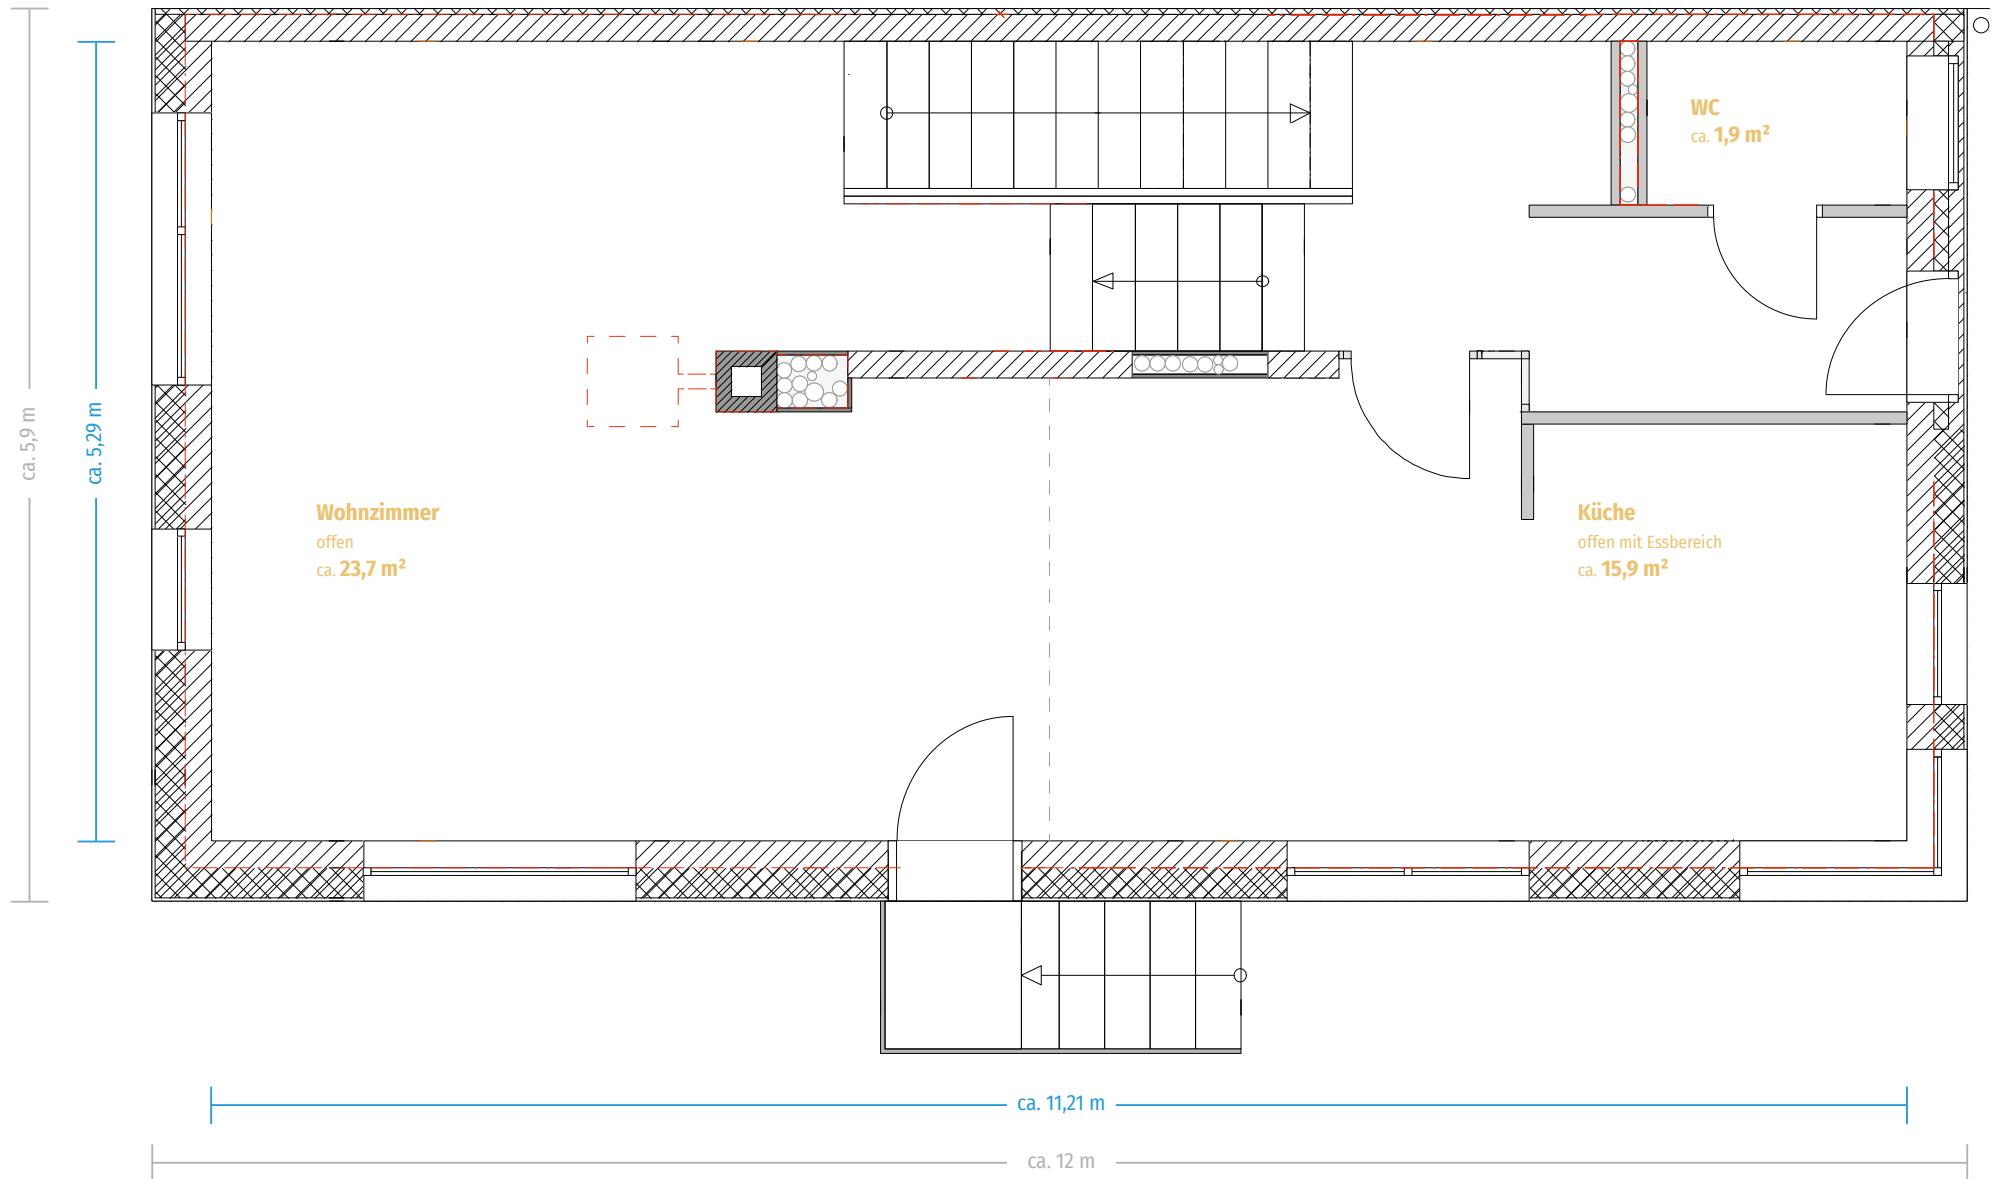 WC
ca. 1,9 m²
ca. 5,9 m
ca. 5,29 m
Wohnzimmer
offen
ca. 23,7 m²
Küche
offen mit Essbereich
ca. 15,9 m²
ca. 11,21 m
ca. 12 m